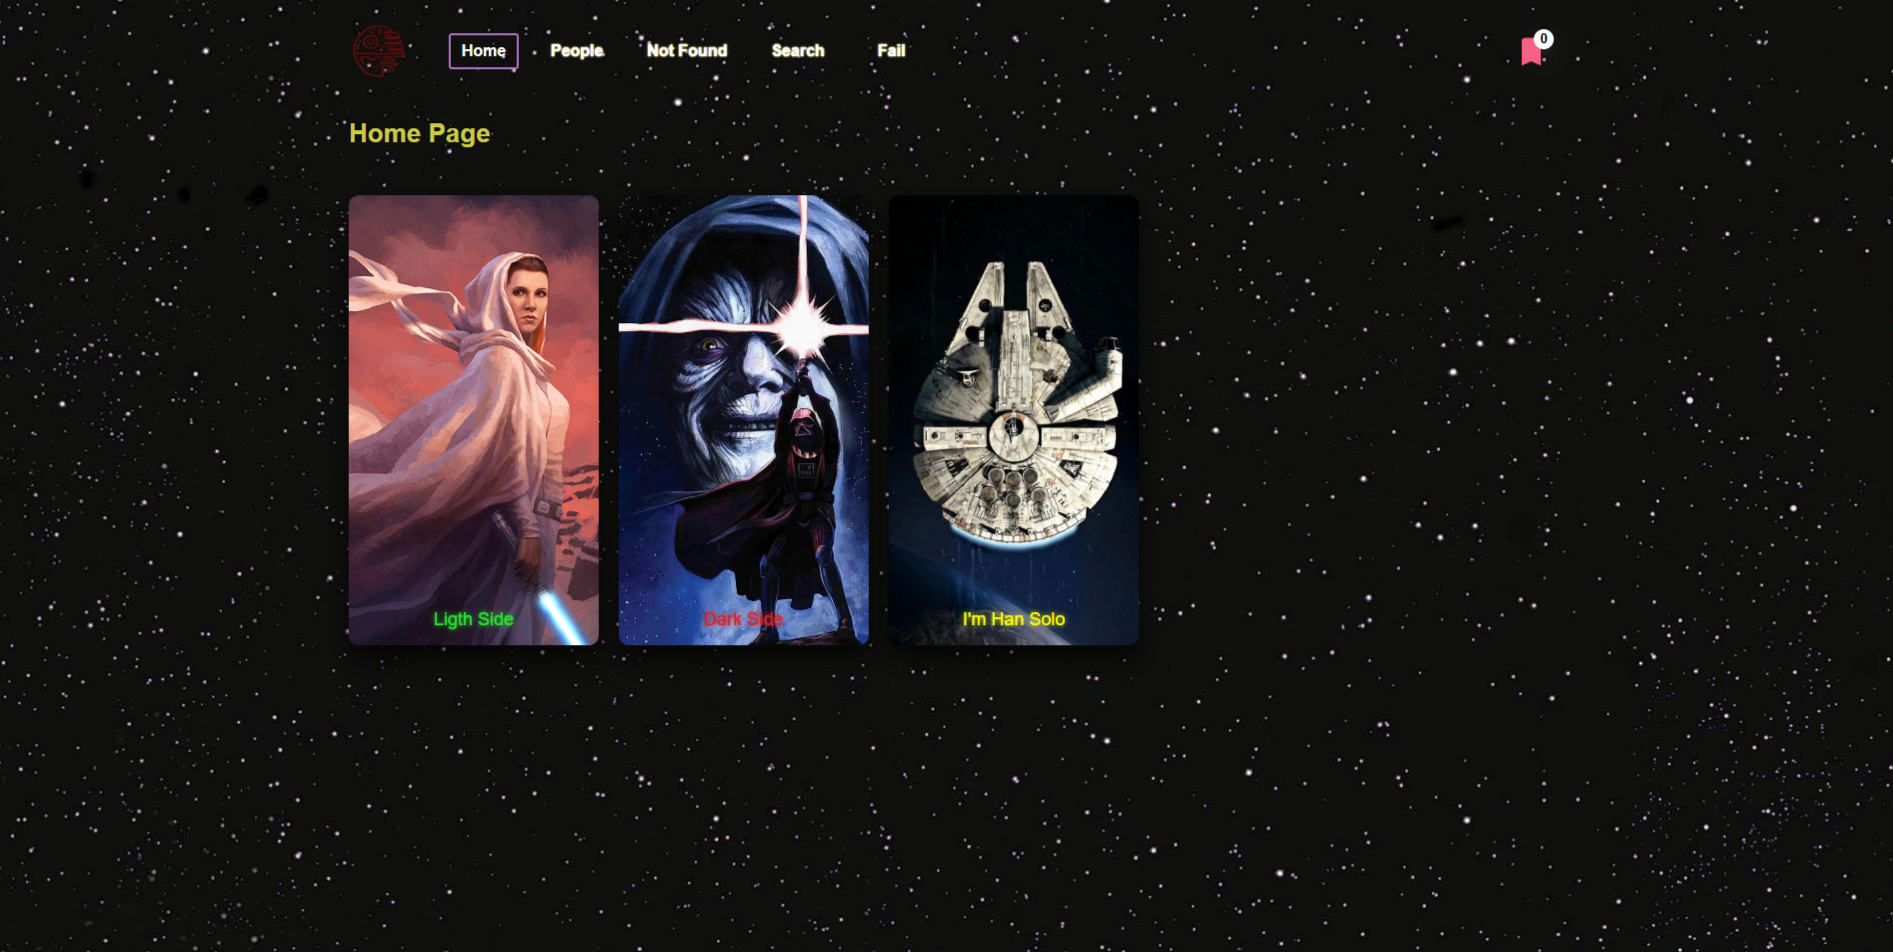 Home People Not Found Search Fail 0
Home Page
Ligth Side
Dark Side
I'm Han Solo